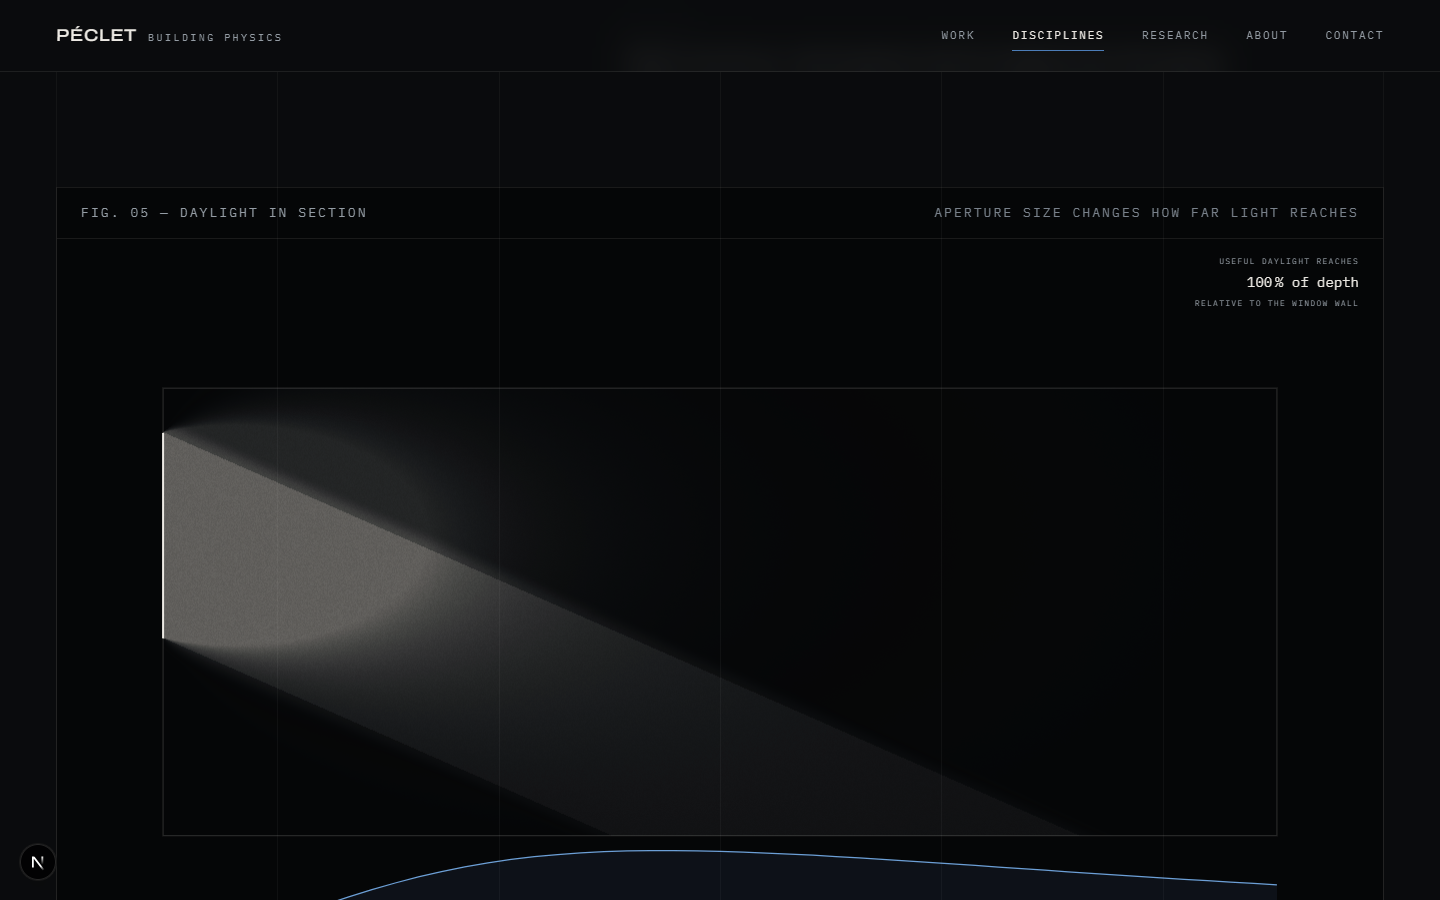 PÉCLET BUILDING PHYSICS
WORK DISCIPLINES RESEARCH ABOUT CONTACT
FIG. 05 — DAYLIGHT IN SECTION
APERTURE SIZE CHANGES HOW FAR LIGHT REACHES
USEFUL DAYLIGHT REACHES
100% of depth
RELATIVE TO THE WINDOW WALL
N